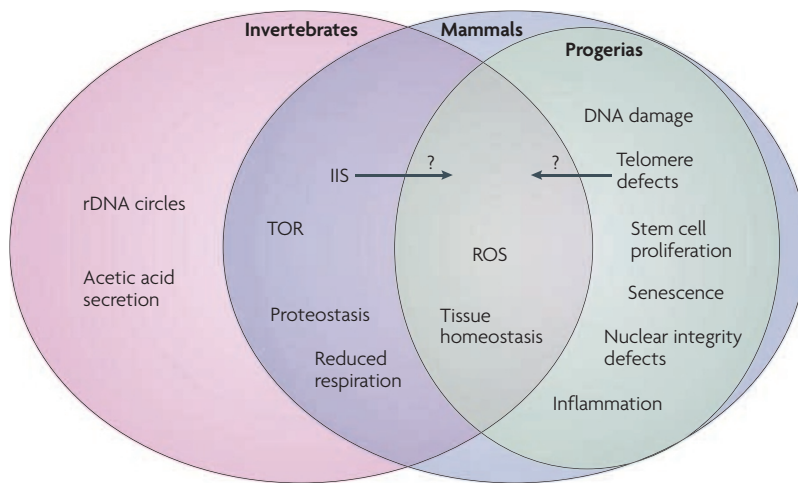 Invertebrates
Mammals
Progerias
DNA damage
?
?
IIS
Telomere
defects
rDNA circles
TOR
Stem cell
proliferation
ROS
Acetic acid
secretion
Senescence
Proteostasis
Tissue
homeostasis
Nuclear integrity
defects
Reduced
respiration
Inflammation